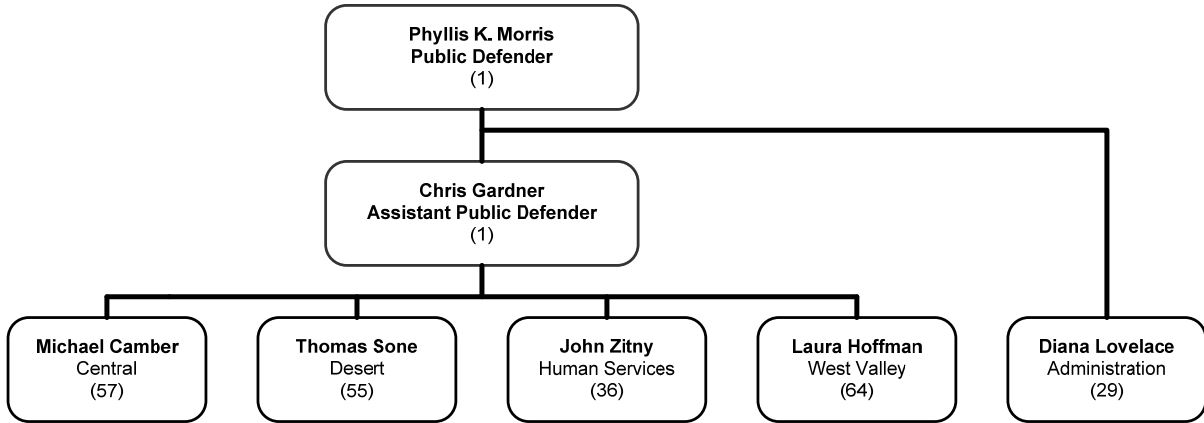 Phyllis K. Morris
Public Defender
(1)
Chris Gardner
Assistant Public Defender
(1)
Michael Camber
Central
(57)
Thomas Sone
Desert
(55)
John Zitny
Human Services
(36)
Laura Hoffman
West Valley
(64)
Diana Lovelace
Administration
(29)